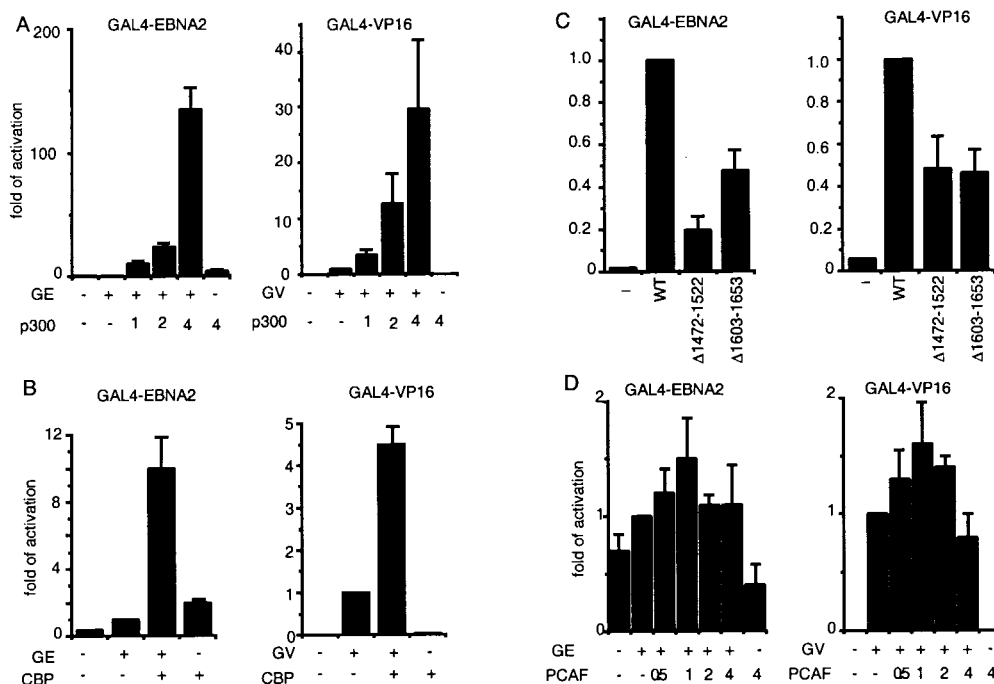 A
GAL4-EBNA2
GAL4-VP16
fold of activation
200
100
0
50
40
30
20
10
0
GE - + + + + -
p300 - - 1 2 4 4
GV - + + + + -
p300 - - 1 2 4 4
B
GAL4-EBNA2
GAL4-VP16
fold of activation
12
8
4
0
5
4
3
2
1
0
GE - + + -
CBP - - + +
GV - + + -
CBP - - + +
C
GAL4-EBNA2
GAL4-VP16
1.0
0.8
0.6
0.4
0.2
0
1.0
0.8
0.6
0.4
0.2
0
– WT Δ1472-1522 Δ1603-1653
– WT Δ1472-1522 Δ1603-1653
D
GAL4-EBNA2
GAL4-VP16
fold of activation
2
1
0
2
1
0
GE - + + + + + -
PCAF - - 0.5 1 2 4 4
GV - + + + + + -
PCAF - - 0.5 1 2 4 4